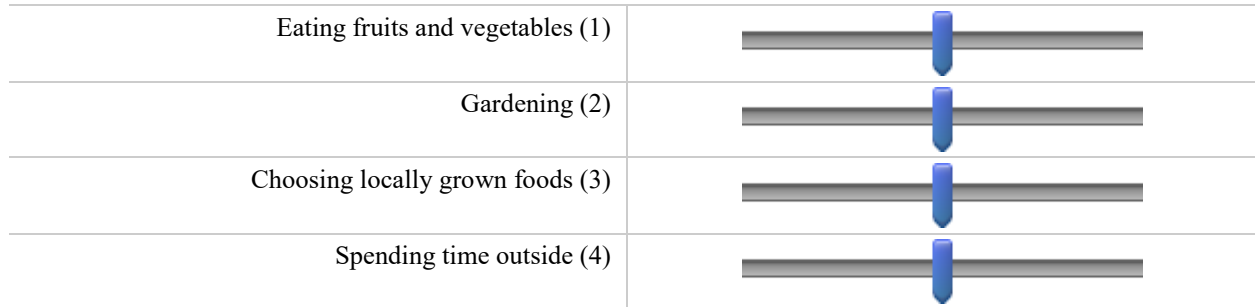 Eating fruits and vegetables (1)
Gardening (2)
Choosing locally grown foods (3)
Spending time outside (4)